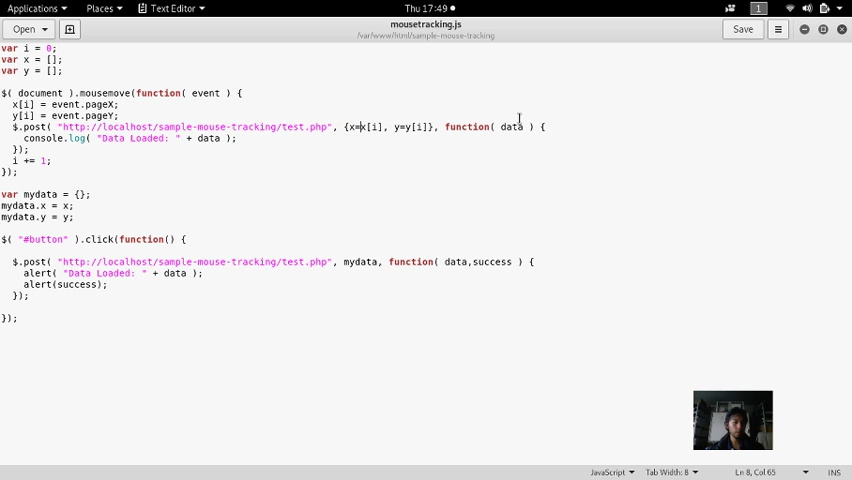 Applications Places Text Editor Thu 17:49 1
Open mousetracking.js Save
/var/www/html/sample-mouse-tracking
var i = 0;
var x = [];
var y = [];
$( document ).mousemove(function( event ) {
x[i] = event.pageX;
y[i] = event.pageY;
$.post( "http://localhost/sample-mouse-tracking/test.php", {x=x[i], y=y[i]}, function( data ) {
console.log( "Data Loaded: " + data );
});
i += 1;
});
var mydata = {};
mydata.x = x;
mydata.y = y;
$( "#button" ).click(function() {
$.post( "http://localhost/sample-mouse-tracking/test.php", mydata, function( data,success ) {
alert( "Data Loaded: " + data );
alert(success);
});
});
JavaScript Tab Width: 8 Ln 8, Col 65 INS